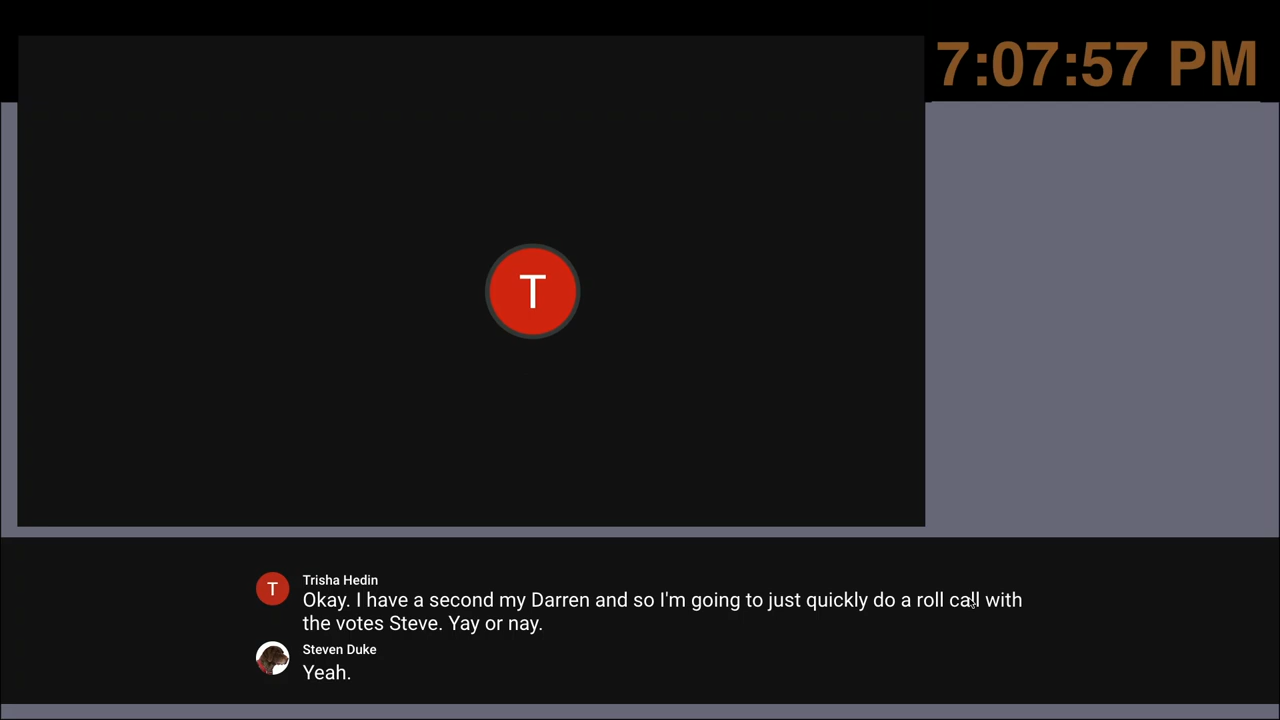 7:07:57 PM
T
T
Trisha Hedin
Okay. I have a second my Darren and so I'm going to just quickly do a roll call with
the votes Steve. Yay or nay.
Steven Duke
Yeah.